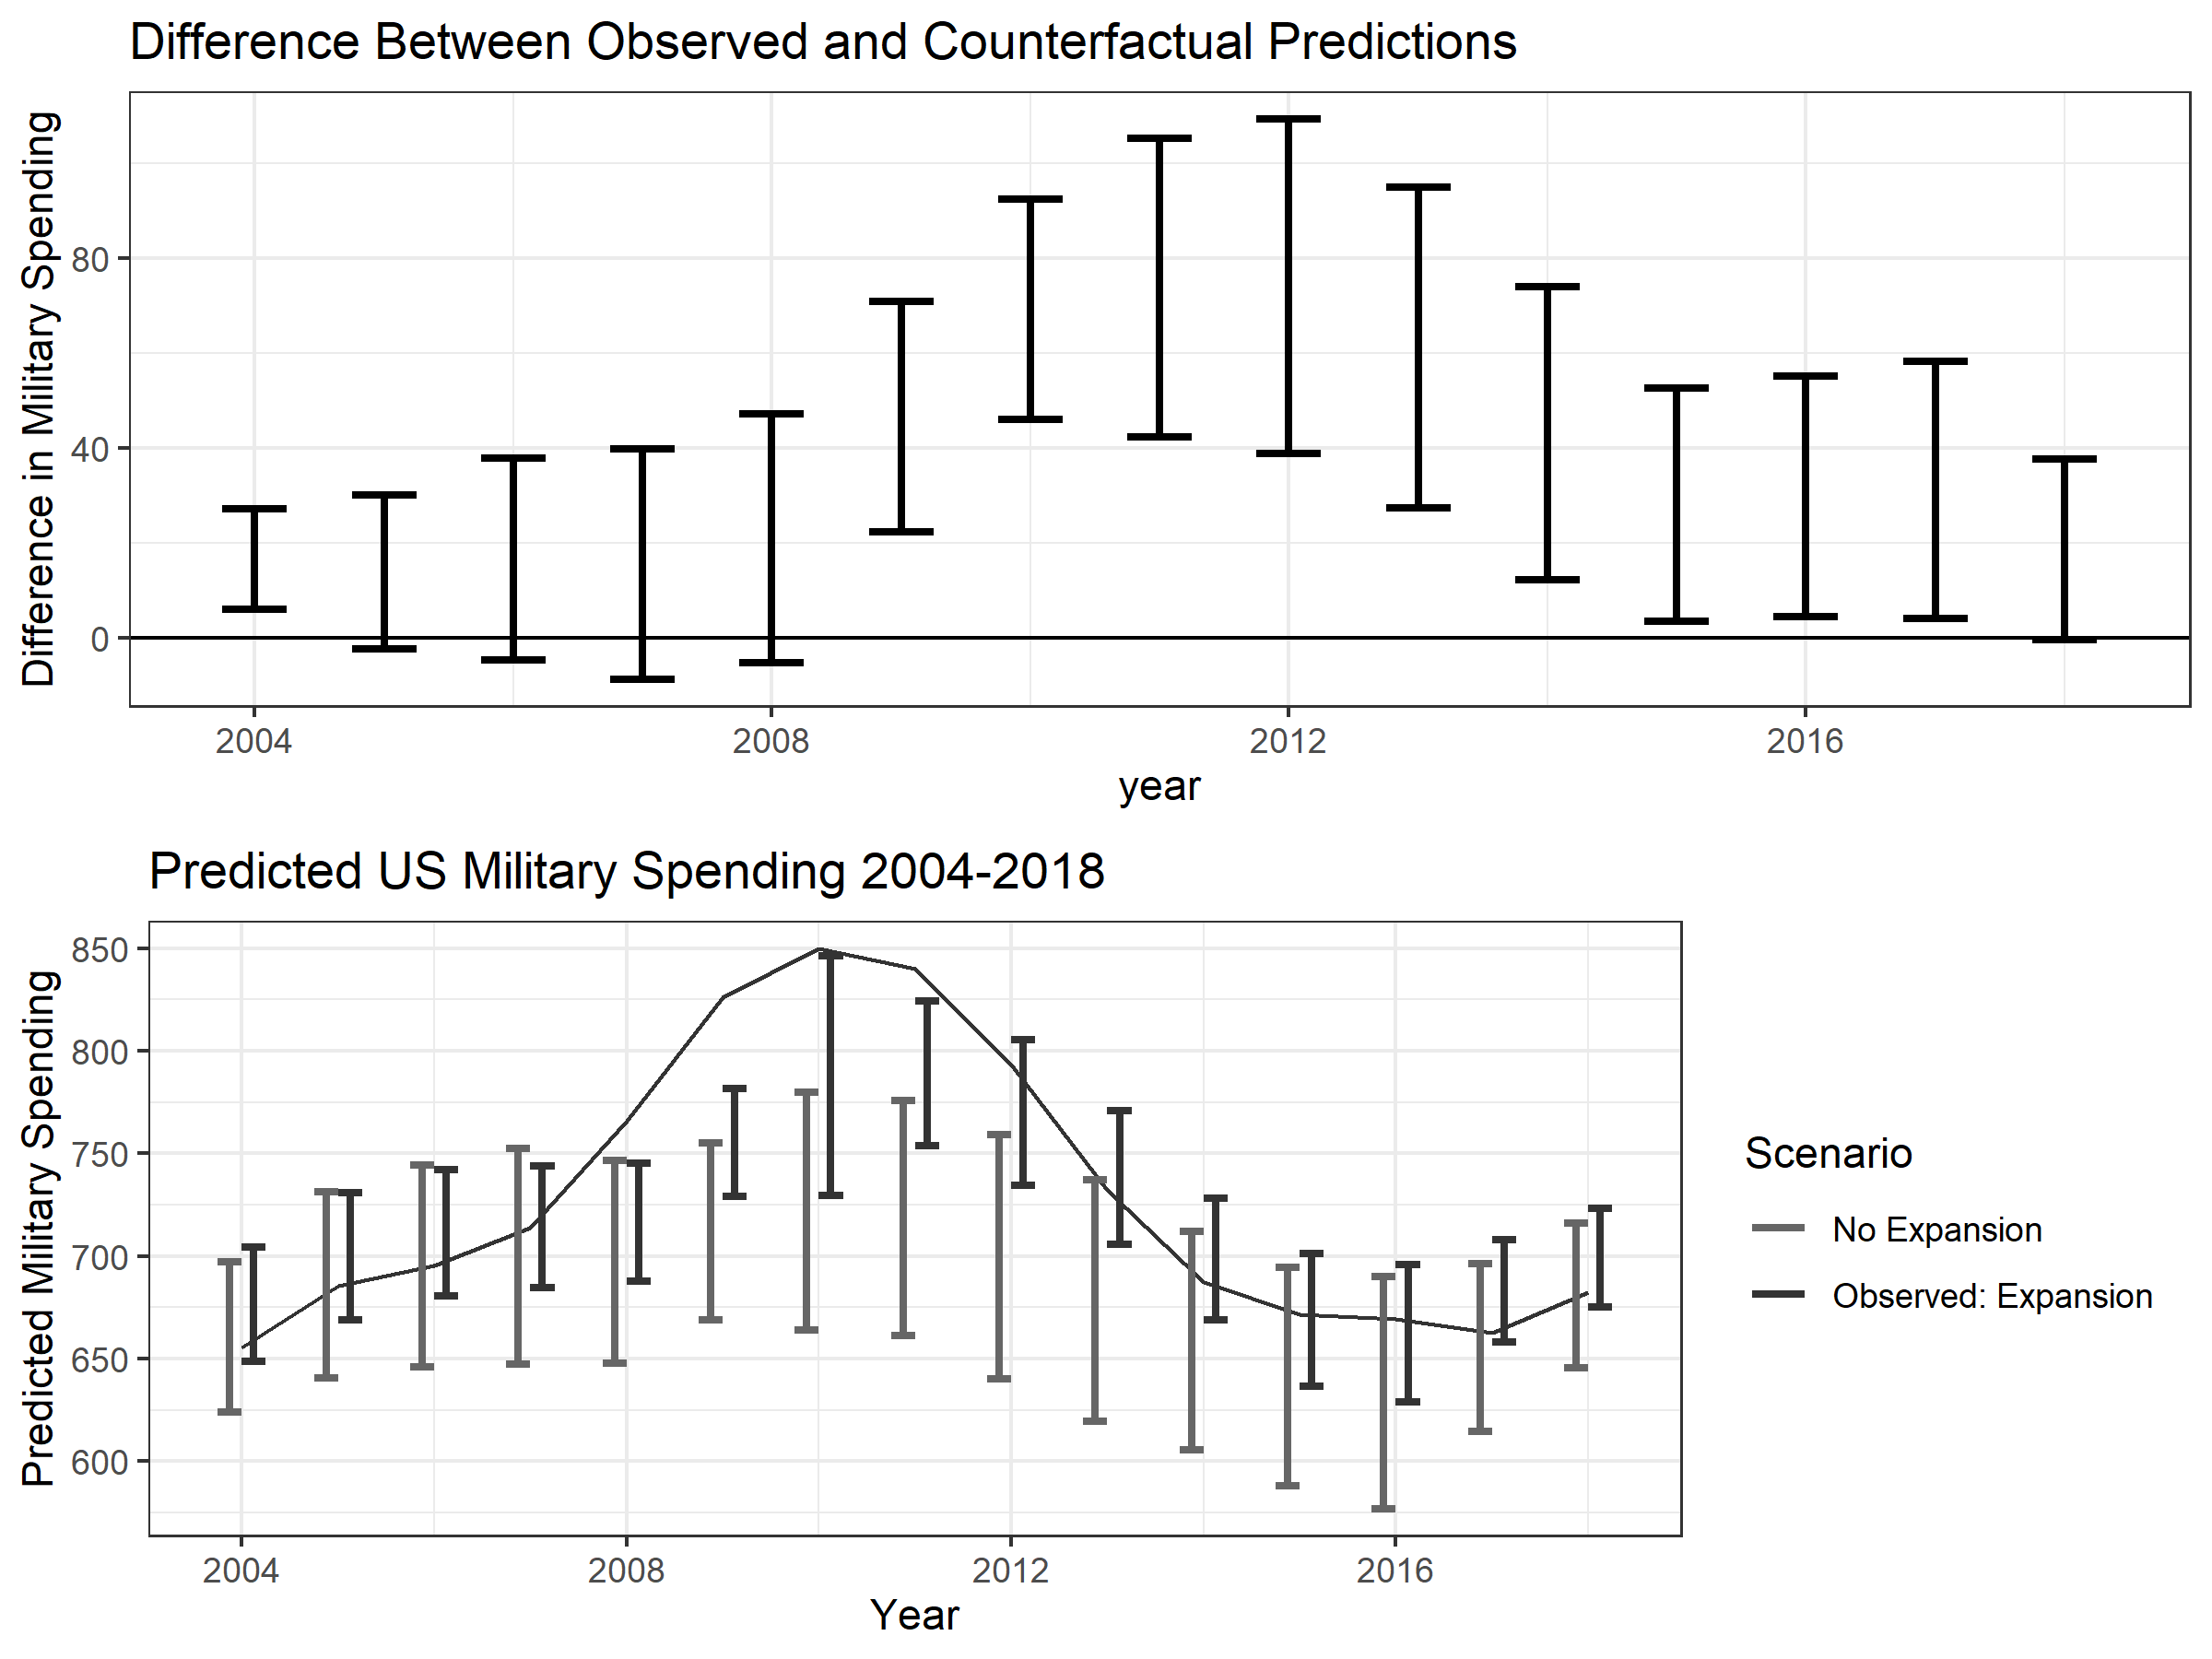 Difference Between Observed and Counterfactual Predictions
Difference in Military Spending
80
40
0
2004 2008 2012 2016
year
Predicted US Military Spending 2004-2018
Predicted Military Spending
850
800
750
700
650
600
2004 2008 2012 2016
Year
Scenario
No Expansion
Observed: Expansion